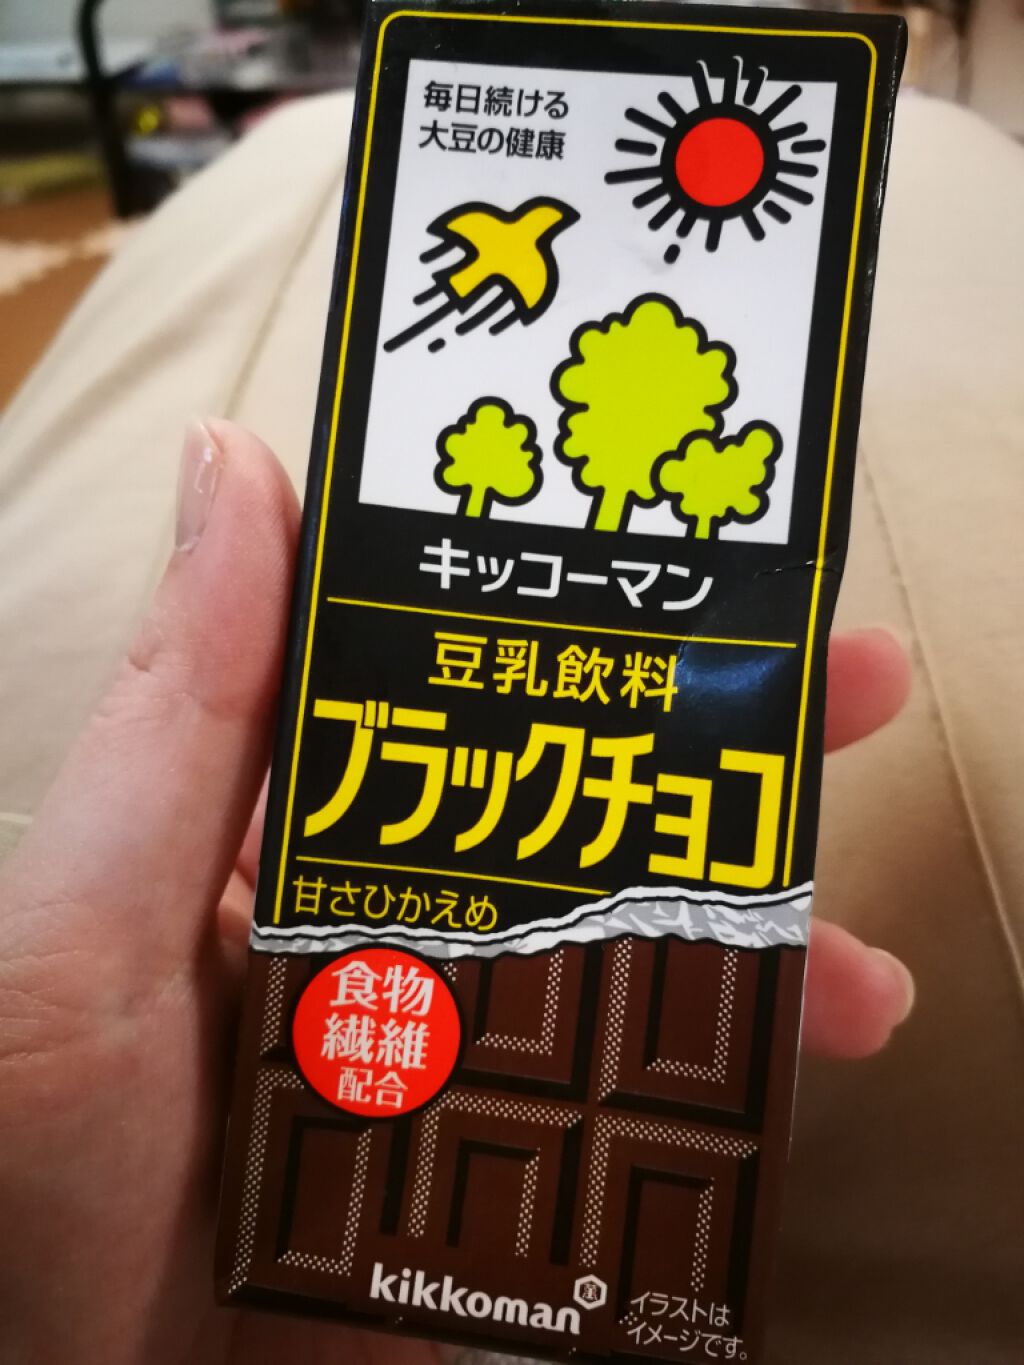 毎日続ける
大豆の健康
キッコーマン
豆乳飲料
ブラックチョコ
甘さひかえめ
食物
繊維
配合
kikkoman
イラストは
イメージです。